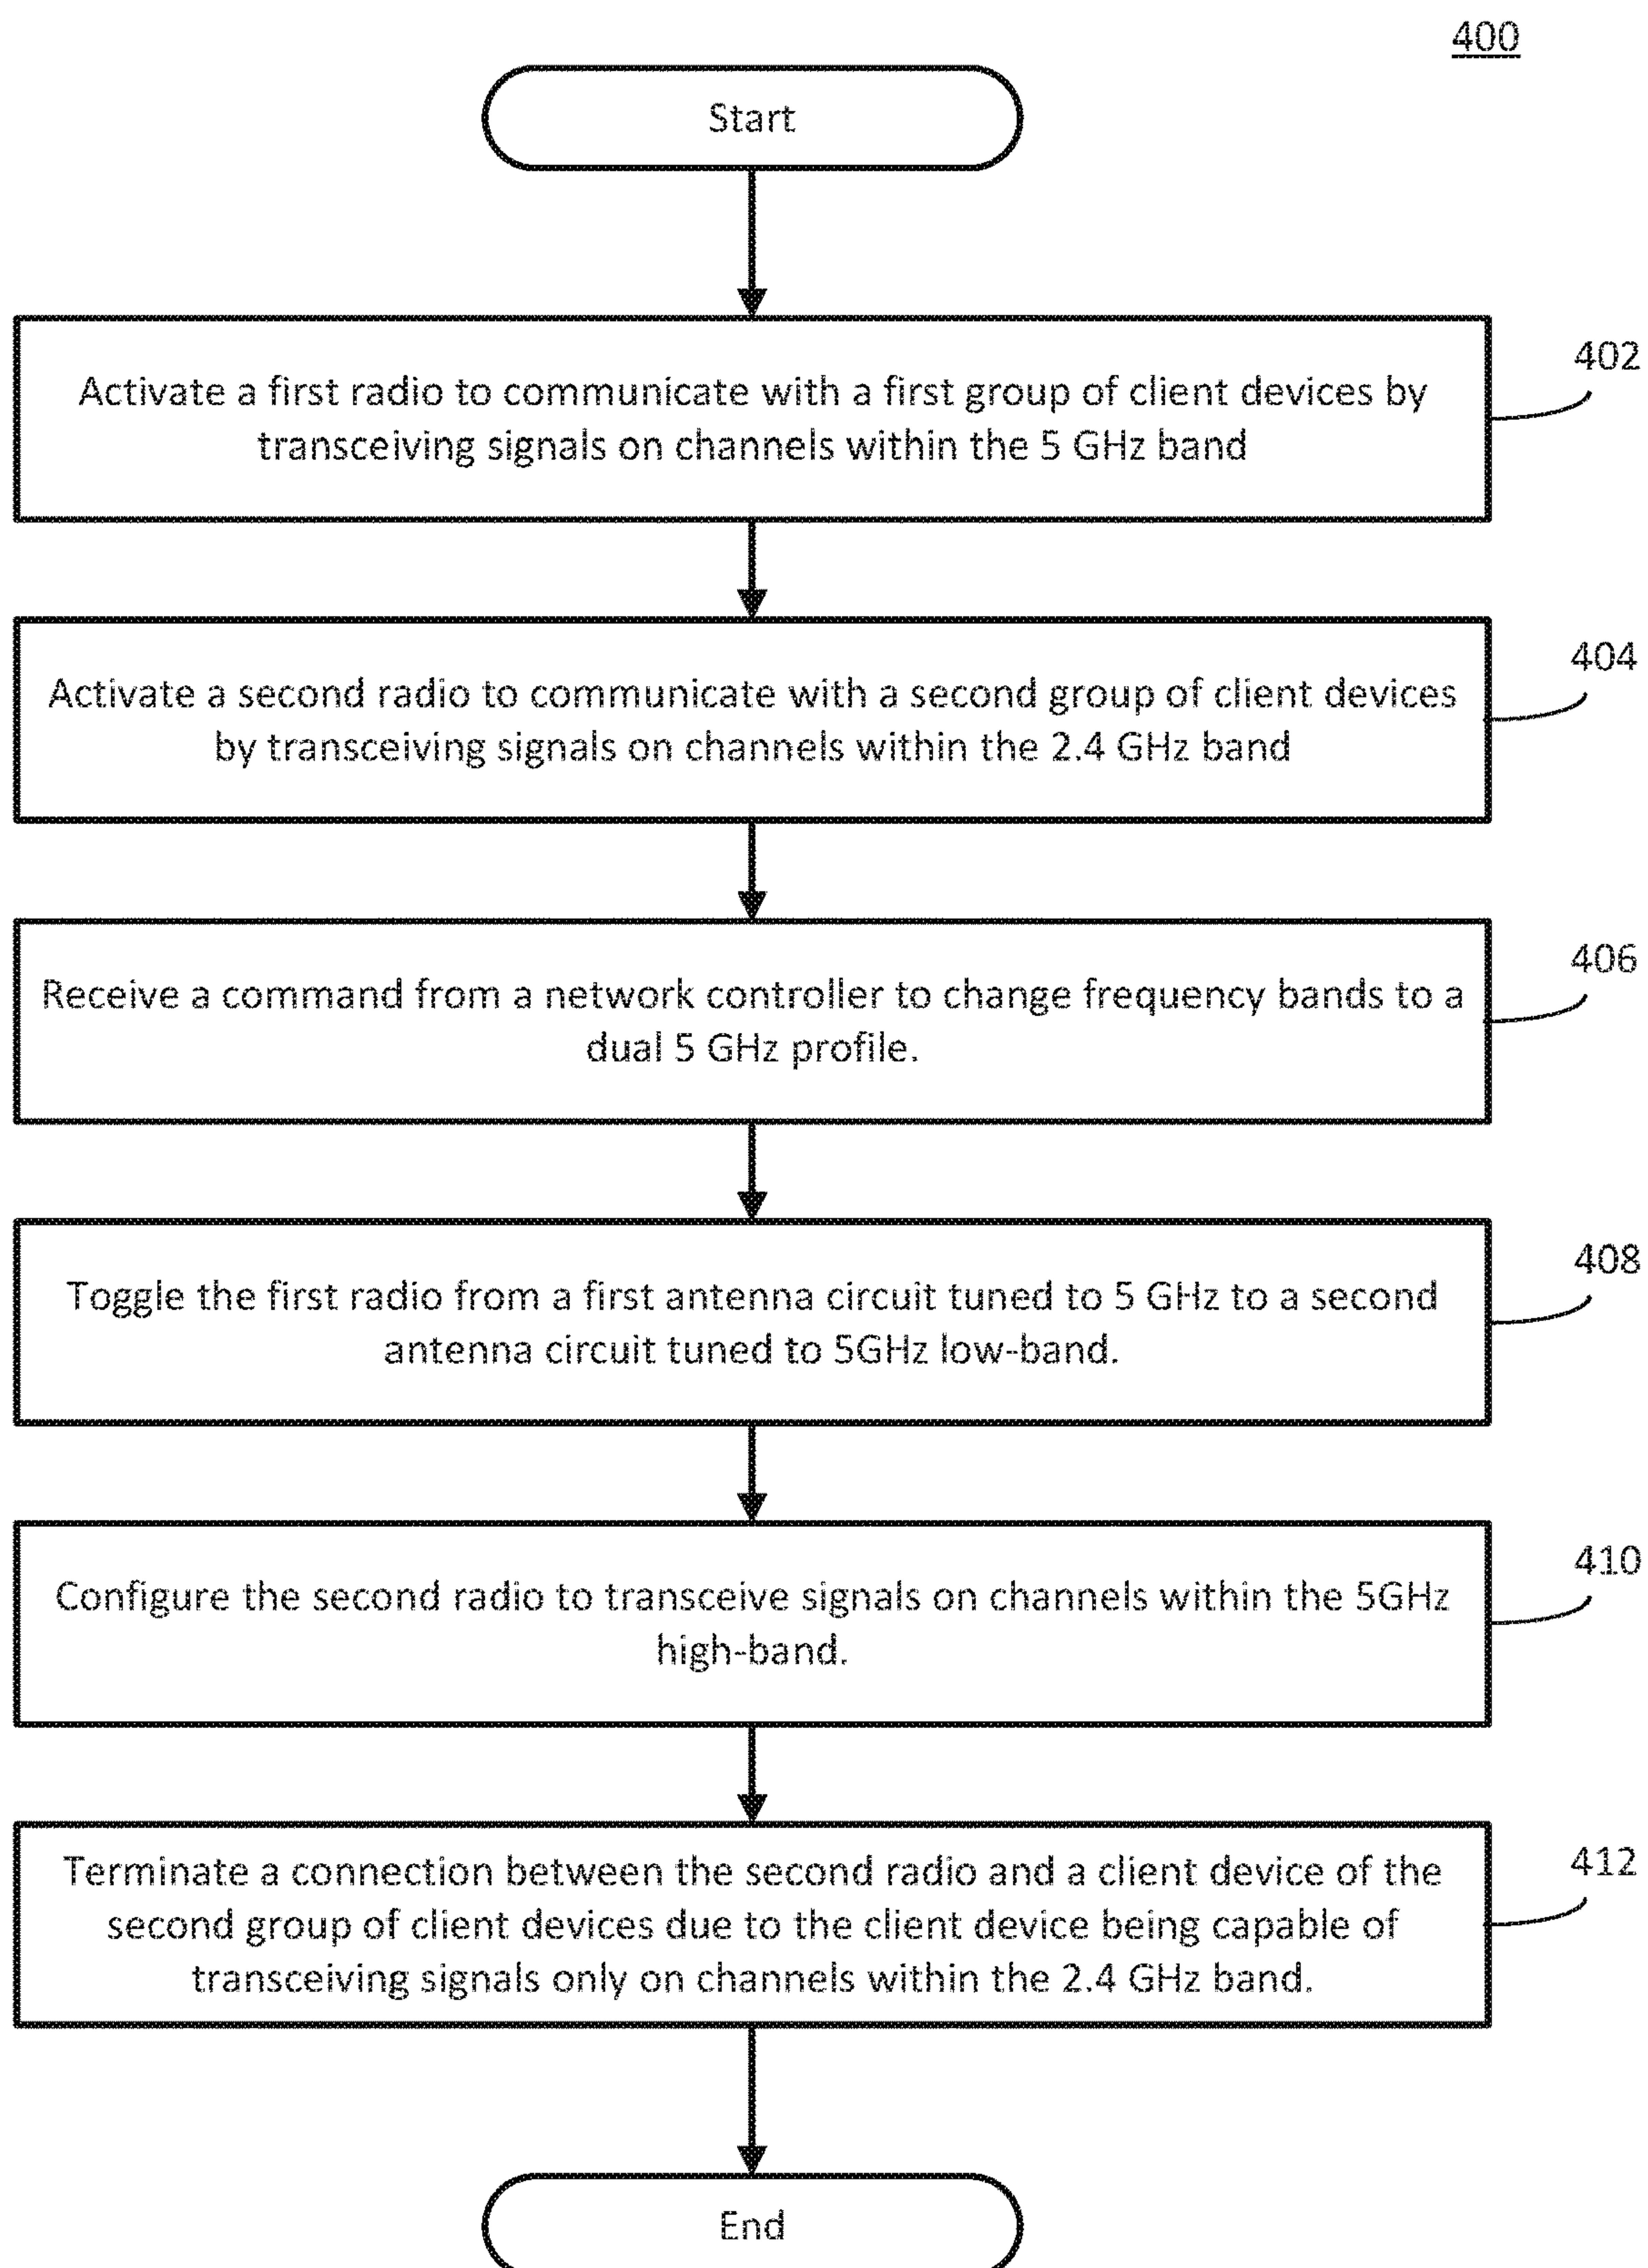 400
Start
Activate a first radio to communicate with a first group of client devices by
transceiving signals on channels within the 5 GHz band
402
Activate a second radio to communicate with a second group of client devices
by transceiving signals on channels within the 2.4 GHz band
404
Receive a command from a network controller to change frequency bands to a
dual 5 GHz profile.
406
Toggle the first radio from a first antenna circuit tuned to 5 GHz to a second
antenna circuit tuned to 5GHz low-band.
408
Configure the second radio to transceive signals on channels within the 5GHz
high-band.
410
Terminate a connection between the second radio and a client device of the
second group of client devices due to the client device being capable of
transceiving signals only on channels within the 2.4 GHz band.
412
End